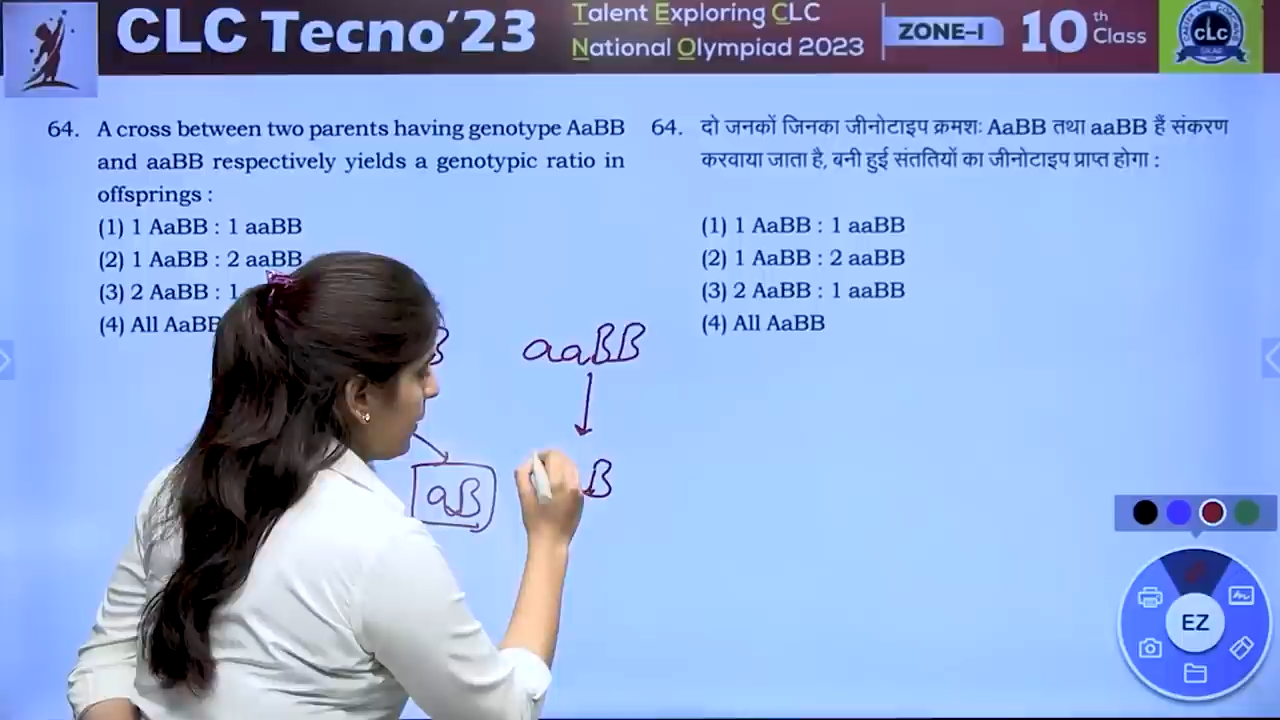 CLC Tecno'23
Talent Exploring CLC
National Olympiad 2023
ZONE-I
10th Class
CLC
64. A cross between two parents having genotype AaBB
and aaBB respectively yields a genotypic ratio in
offsprings :
(1) 1 AaBB : 1 aaBB
(2) 1 AaBB : 2 aaBB
(3) 2 AaBB : 1
(4) All AaBB
64. दो जनकों जिनका जीनोटाइप क्रमशः AaBB तथा aaBB हैं संकरण
करवाया जाता है, बनी हुई संततियों का जीनोटाइप प्राप्त होगा :
(1) 1 AaBB : 1 aaBB
(2) 1 AaBB : 2 aaBB
(3) 2 AaBB : 1 aaBB
(4) All AaBB
B aaBB
aB B
EZ